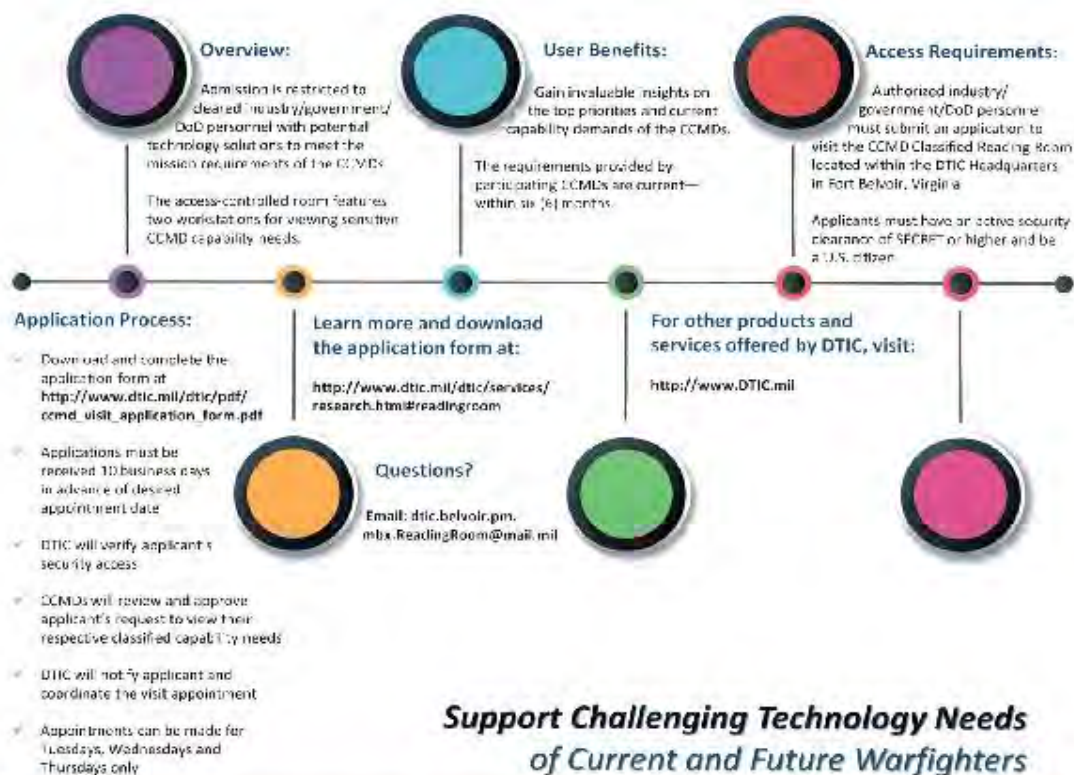 Overview:
Admission is restricted to
cleared industry/government/
DoD personnel with potential
technology solutions to meet the
mission requirements of the CCMDs
The access-controlled room features
two workstations for viewing sensitive
CCMD capability needs.
User Benefits:
Gain invaluable insights on
the top priorities and current
capability demands of the CCMDs.
The requirements provided by
participating CCMDs are current—
within six (6) months
Access Requirements:
Authorized industry/
government/DoD personnel
must submit an application to
visit the CCMD Classified Reading Room
located within the DTIC Headquarters
in Fort Belvoir, Virginia
Applicants must have an active security
clearance of SECRET or higher and be
a U.S. citizen
Application Process:
Download and complete the
application form at
http://www.dtic.mil/dtic/pdf/
ccmd_visit_application_form.pdf
Applications must be
received 10 business days
in advance of desired
appointment date
DTIC will verify applicant's
security access
CCMDs will review and approve
applicant's request to view their
respective classified capability needs
DTIC will notify applicant and
coordinate the visit appointment
Appointments can be made for
Tuesdays, Wednesdays and
Thursdays only
Learn more and download
the application form at:
http://www.dtic.mil/dtic/services/
research.html#readingroom
Questions?
Email: dtic.belvoir.pm.
mbx.ReadingRoom@mail.mil
For other products and
services offered by DTIC, visit:
http://www.DTIC.mil
Support Challenging Technology Needs
of Current and Future Warfighters